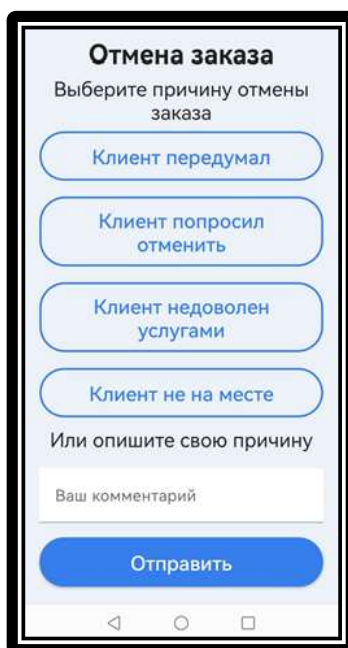 Отмена заказа
Выберите причину отмены
заказа
Клиент передумал
Клиент попросил
отменить
Клиент недоволен
услугами
Клиент не на месте
Или опишите свою причину
Ваш комментарий
Отправить